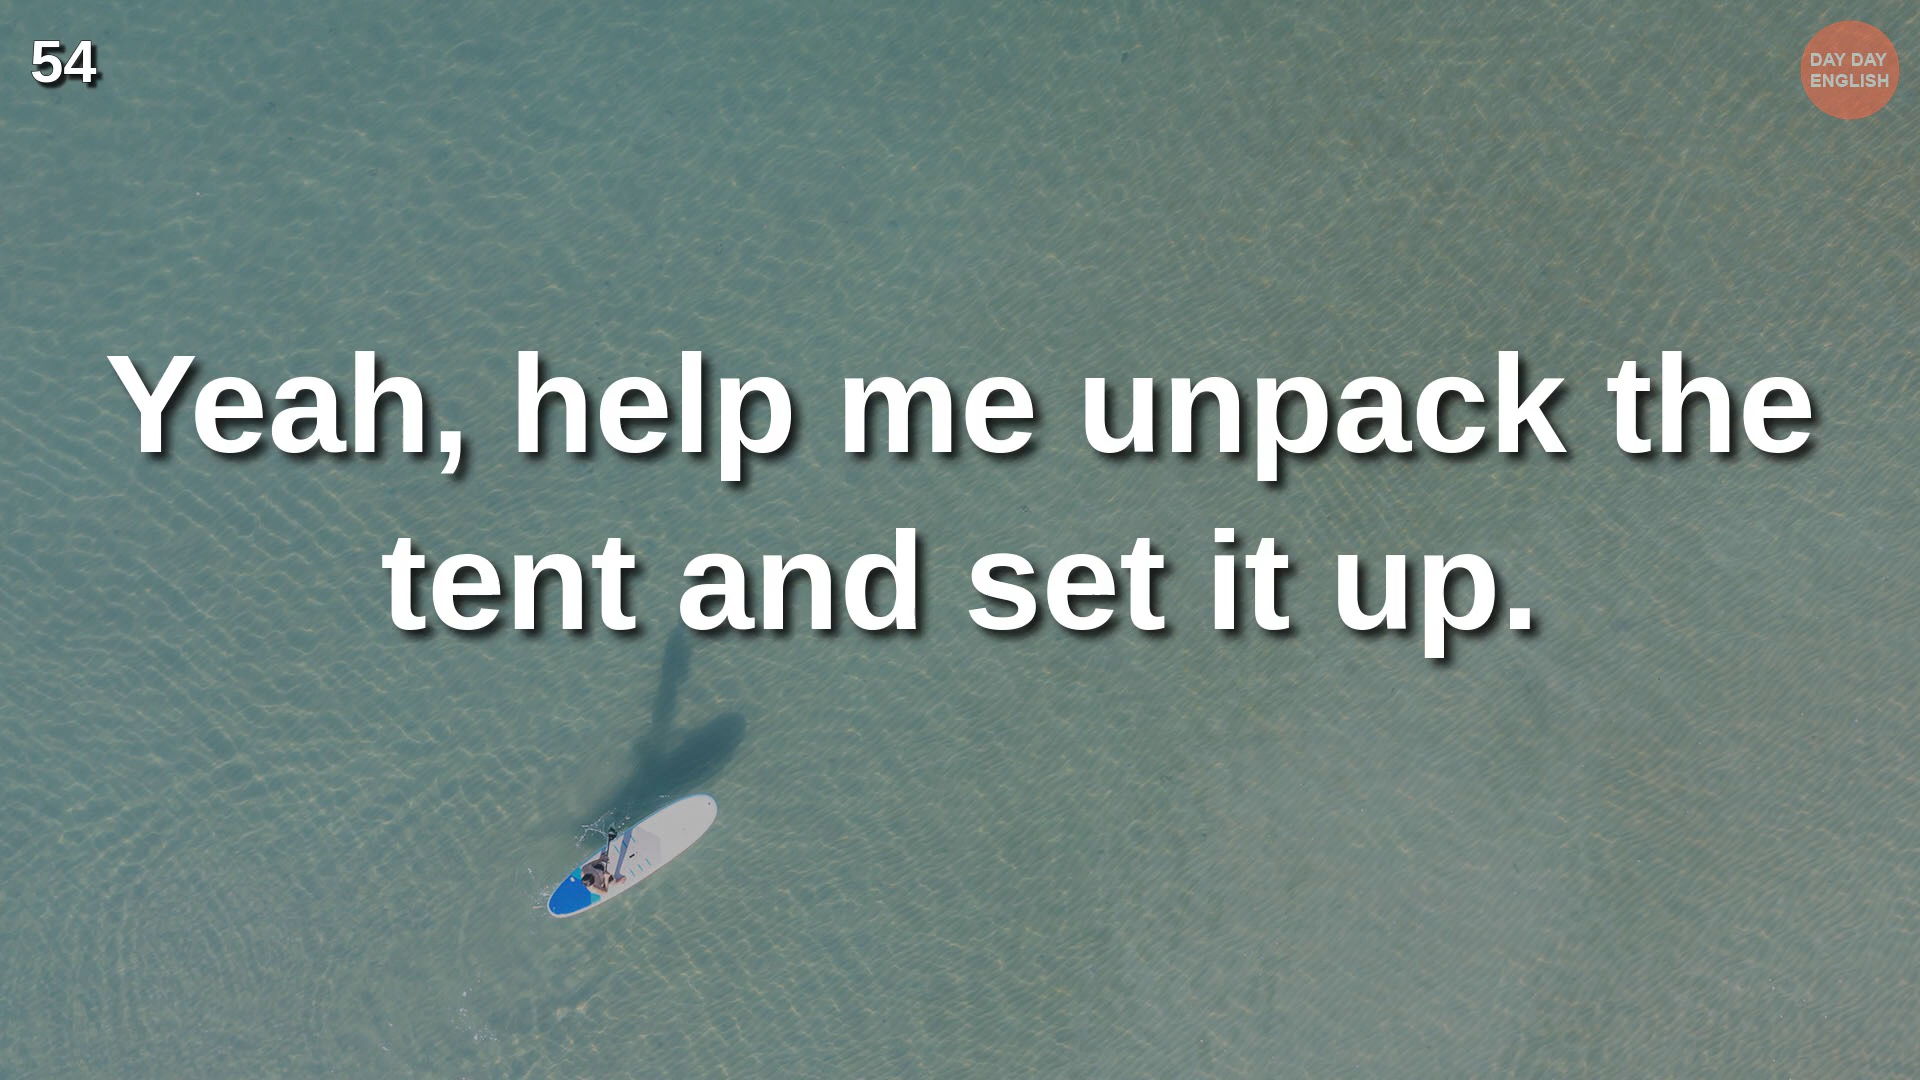 54
DAY DAY
ENGLISH
Yeah, help me unpack the
tent and set it up.